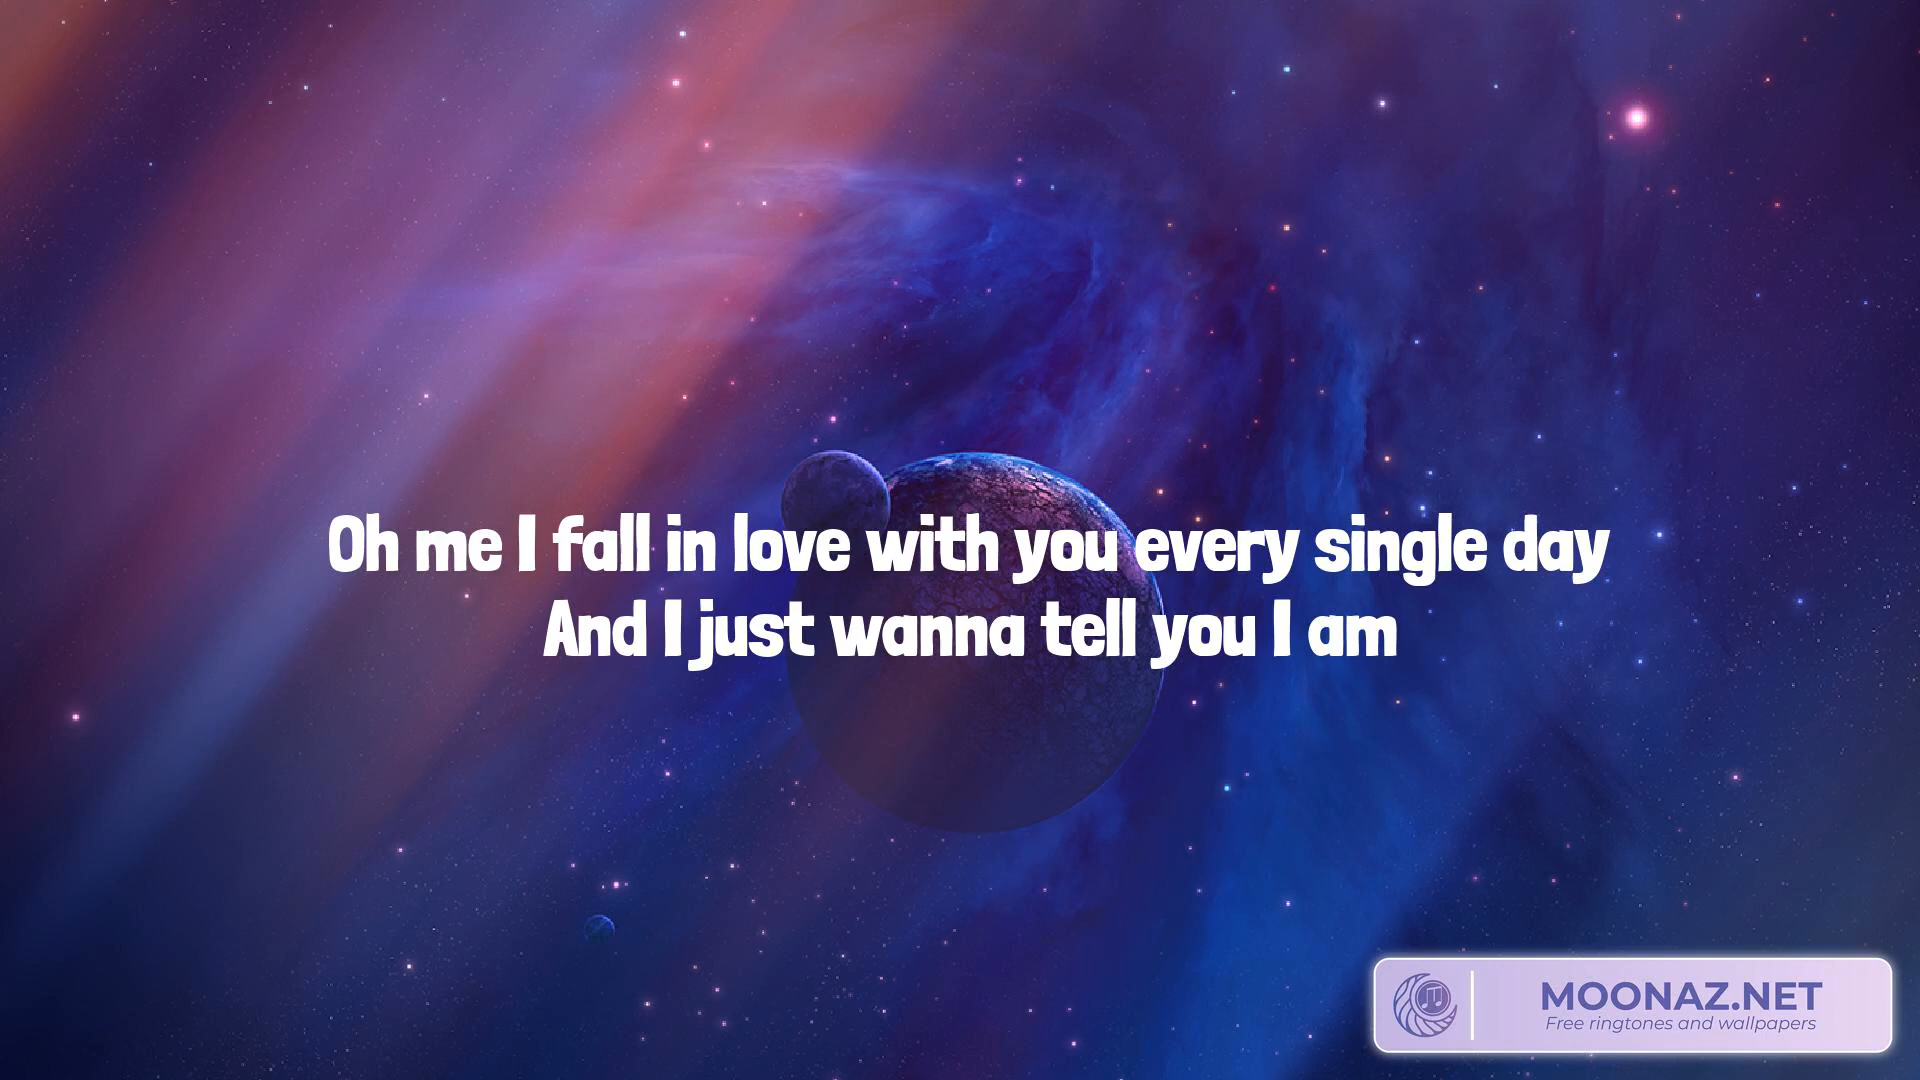 Oh me I fall in love with you every single day
And I just wanna tell you I am
MOONAZ.NET
Free ringtones and wallpapers